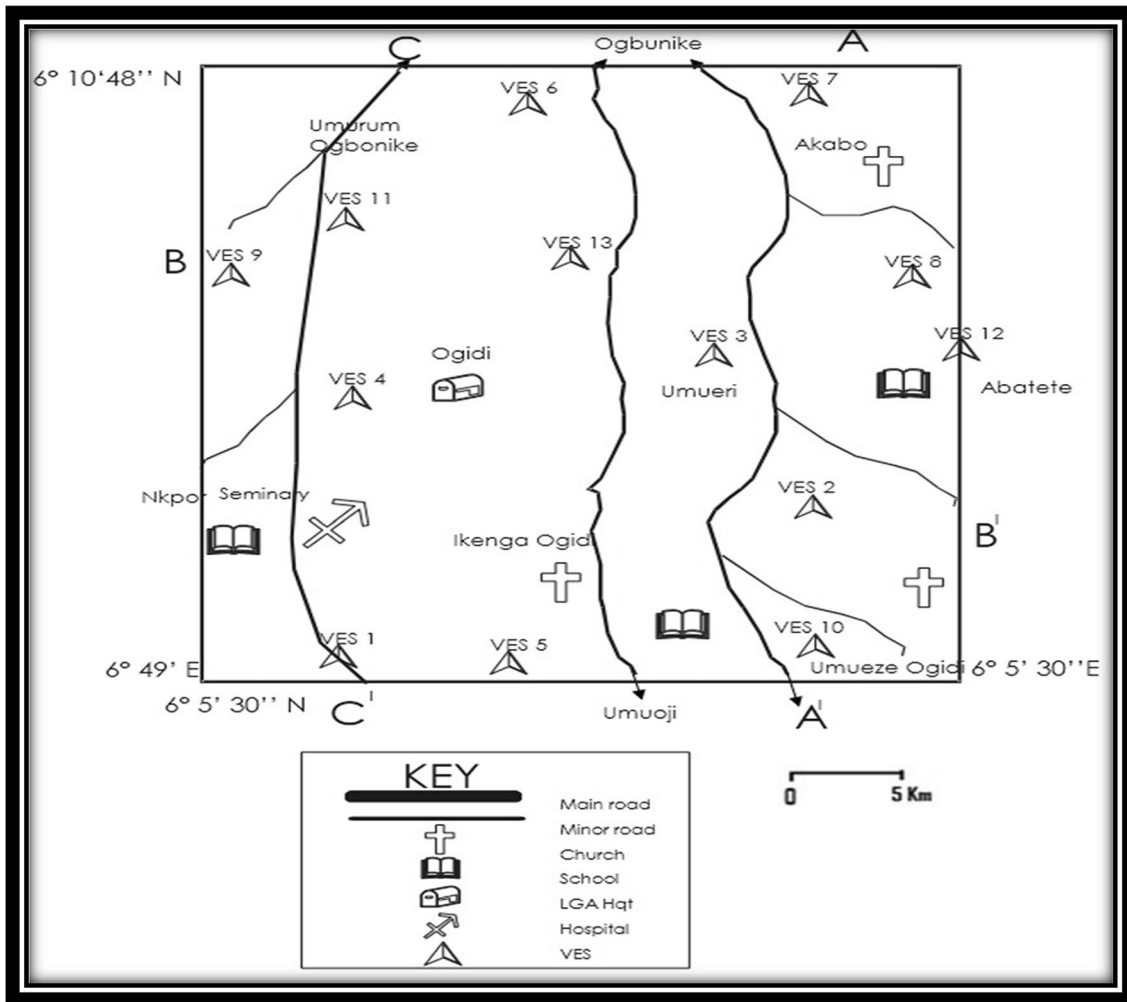 C
Ogbunike
A
6° 10'48'' N
VES 6
VES 7
Umurum
Ogbonike
Akabo
VES 11
B
VES 9
VES 13
VES 8
VES 3
VES 12
Ogidi
VES 4
Umueri
Abatete
VES 2
Nkpor Seminary
Ikenga Ogidi
B'
VES 1
VES 5
VES 10
6° 49' E
Umueze Ogidi
6° 5' 30''E
6° 5' 30'' N
C'
Umuoji
A'
KEY
0 5 Km
Main road
Minor road
Church
School
LGA Hqt
Hospital
VES